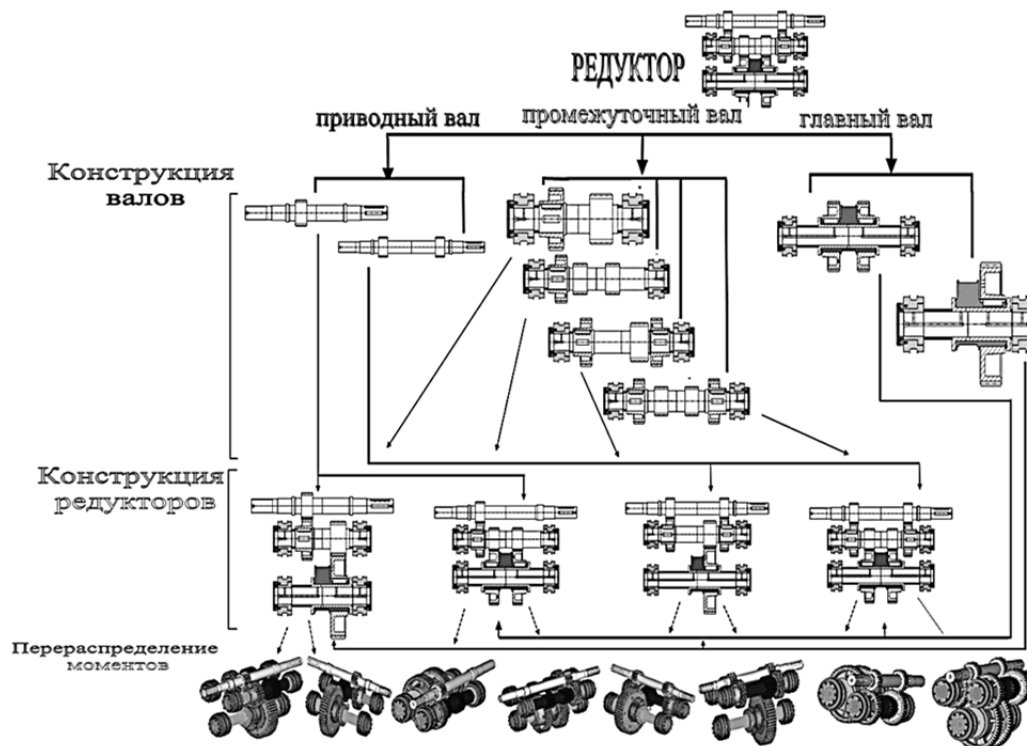 РЕДУКТОР
приводный вал
промежуточный вал
главный вал
Конструкция
валов
Конструкция
редукторов
Перераспределение
моментов